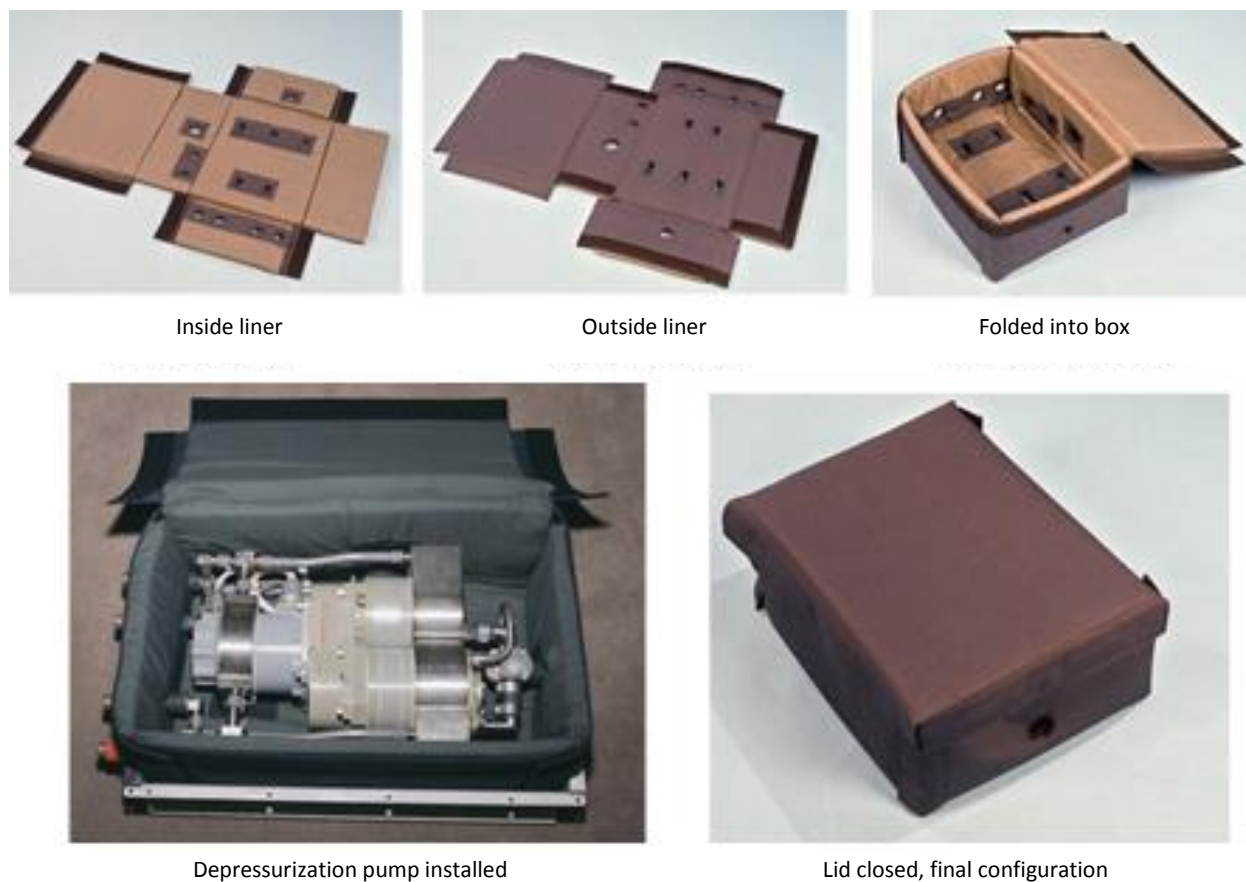 Inside liner
Outside liner
Folded into box
Depressurization pump installed
Lid closed, final configuration